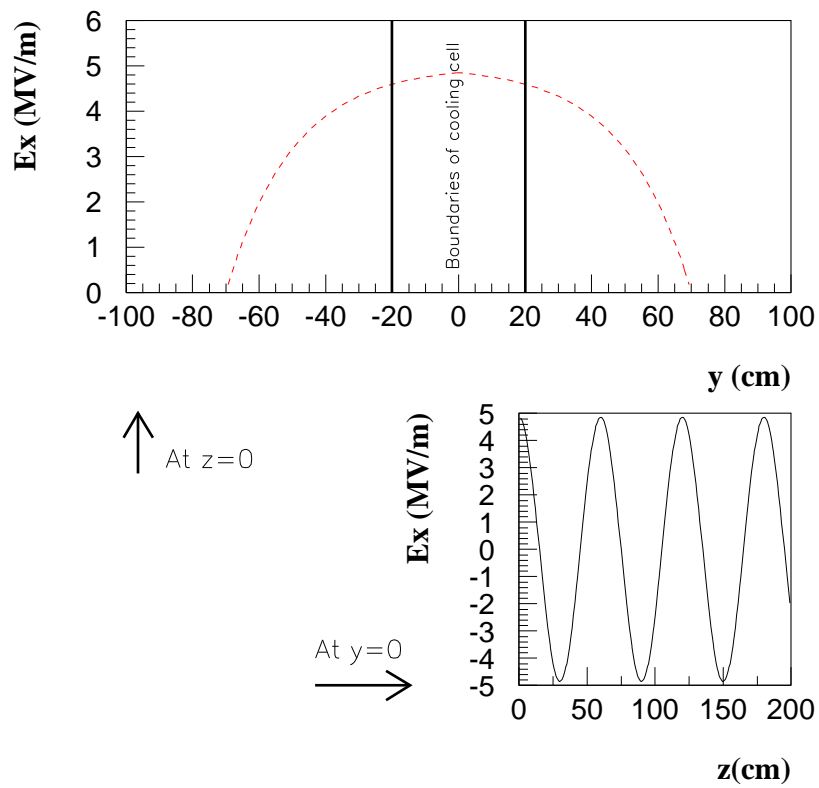 Ex (MV/m)
6
5
4
3
2
1
0
Boundaries of cooling cell
-100 -80 -60 -40 -20 0 20 40 60 80 100
y (cm)
At z=0
Ex (MV/m)
5
4
3
2
1
0
-1
-2
-3
-4
-5
At y=0
0 50 100 150 200
z(cm)